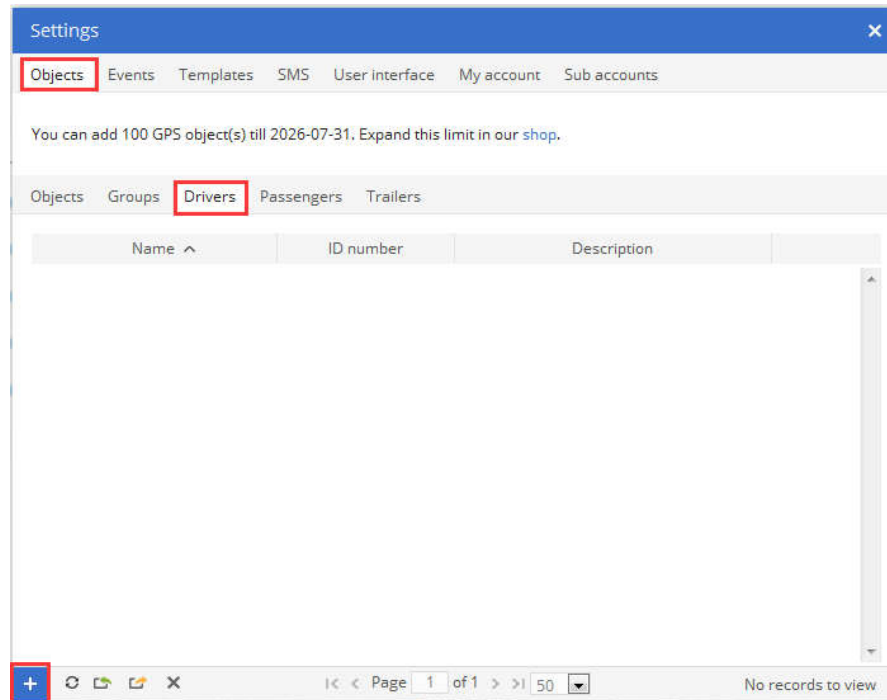 Settings
Objects Events Templates SMS User interface My account Sub accounts
You can add 100 GPS object(s) till 2026-07-31. Expand this limit in our shop.
Objects Groups Drivers Passengers Trailers
Name ID number Description
Page 1 of 1 50 No records to view